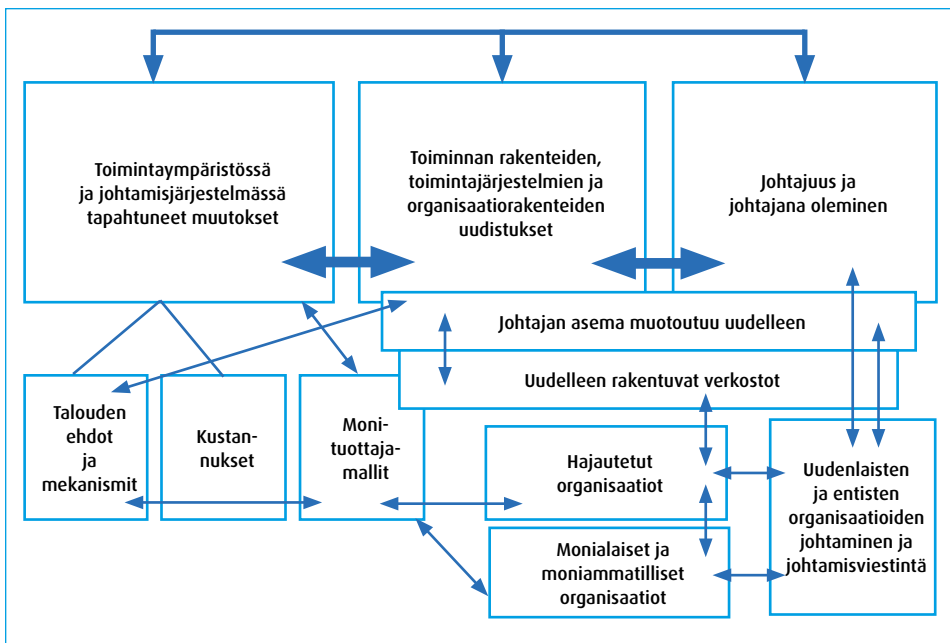 Toimintaympäristössä
ja johtamisjärjestelmässä
tapahtuneet muutokset
Toiminnan rakenteiden,
toimintajärjestelmien ja
organisaatiorakenteiden
uudistukset
Johtajuus ja
johtajana oleminen
Johtajan asema muotoutuu uudelleen
Uudelleen rakentuvat verkostot
Talouden
ehdot
ja
mekanismit
Kustan-
nukset
Moni-
tuottaja-
mallit
Hajautetut
organisaatiot
Monialaiset ja
moniammatilliset
organisaatiot
Uudenlaisten
ja entisten
organisaatioiden
johtaminen ja
johtamisviestintä